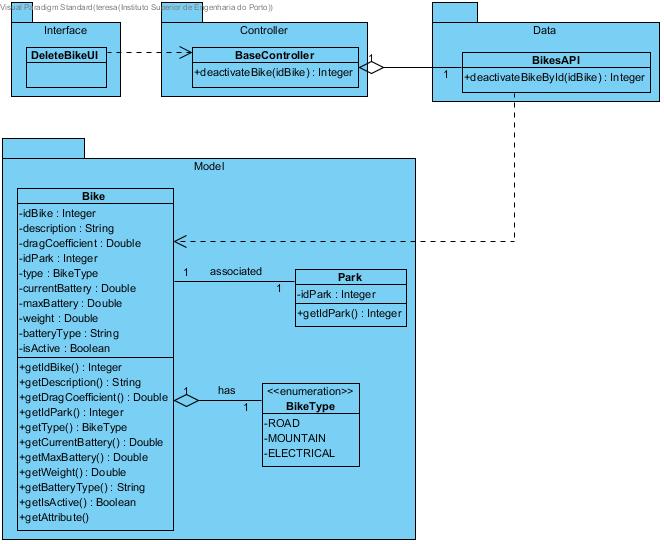 Visual Paradigm Standard(teresa(Instituto Superior de Engenharia do Porto))
Interface
DeleteBikeUI
Controller
BaseController
+deactivateBike(idBike) : Integer
1
1
Data
BikesAPI
+deactivateBikeById(idBike) : Integer
Model
Bike
-idBike : Integer
-description : String
-dragCoefficient : Double
-idPark : Integer
-type : BikeType
-currentBattery : Double
-maxBattery : Double
-weight : Double
-batteryType : String
-isActive : Boolean
+getIdBike() : Integer
+getDescription() : String
+getDragCoefficient() : Double
+getIdPark() : Integer
+getType() : BikeType
+getCurrentBattery() : Double
+getMaxBattery() : Double
+getWeight() : Double
+getBatteryType() : String
+getIsActive() : Boolean
+getAttribute()
1
associated
1
Park
-idPark : Integer
+getIdPark() : Integer
1
has
1
<<enumeration>>
BikeType
-ROAD
-MOUNTAIN
-ELECTRICAL